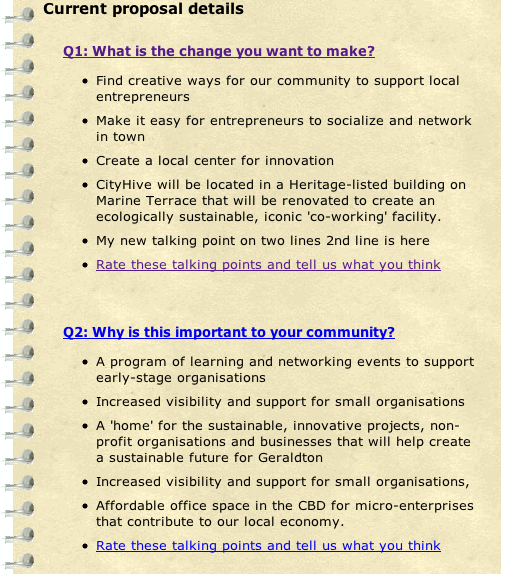 Current proposal details
Q1: What is the change you want to make?
Find creative ways for our community to support local
entrepreneurs
Make it easy for entrepreneurs to socialize and network
in town
Create a local center for innovation
CityHive will be located in a Heritage-listed building on
Marine Terrace that will be renovated to create an
ecologically sustainable, iconic 'co-working' facility.
My new talking point on two lines 2nd line is here
Rate these talking points and tell us what you think
Q2: Why is this important to your community?
A program of learning and networking events to support
early-stage organisations
Increased visibility and support for small organisations
A 'home' for the sustainable, innovative projects, non-
profit organisations and businesses that will help create
a sustainable future for Geraldton
Increased visibility and support for small organisations,
Affordable office space in the CBD for micro-enterprises
that contribute to our local economy.
Rate these talking points and tell us what you think